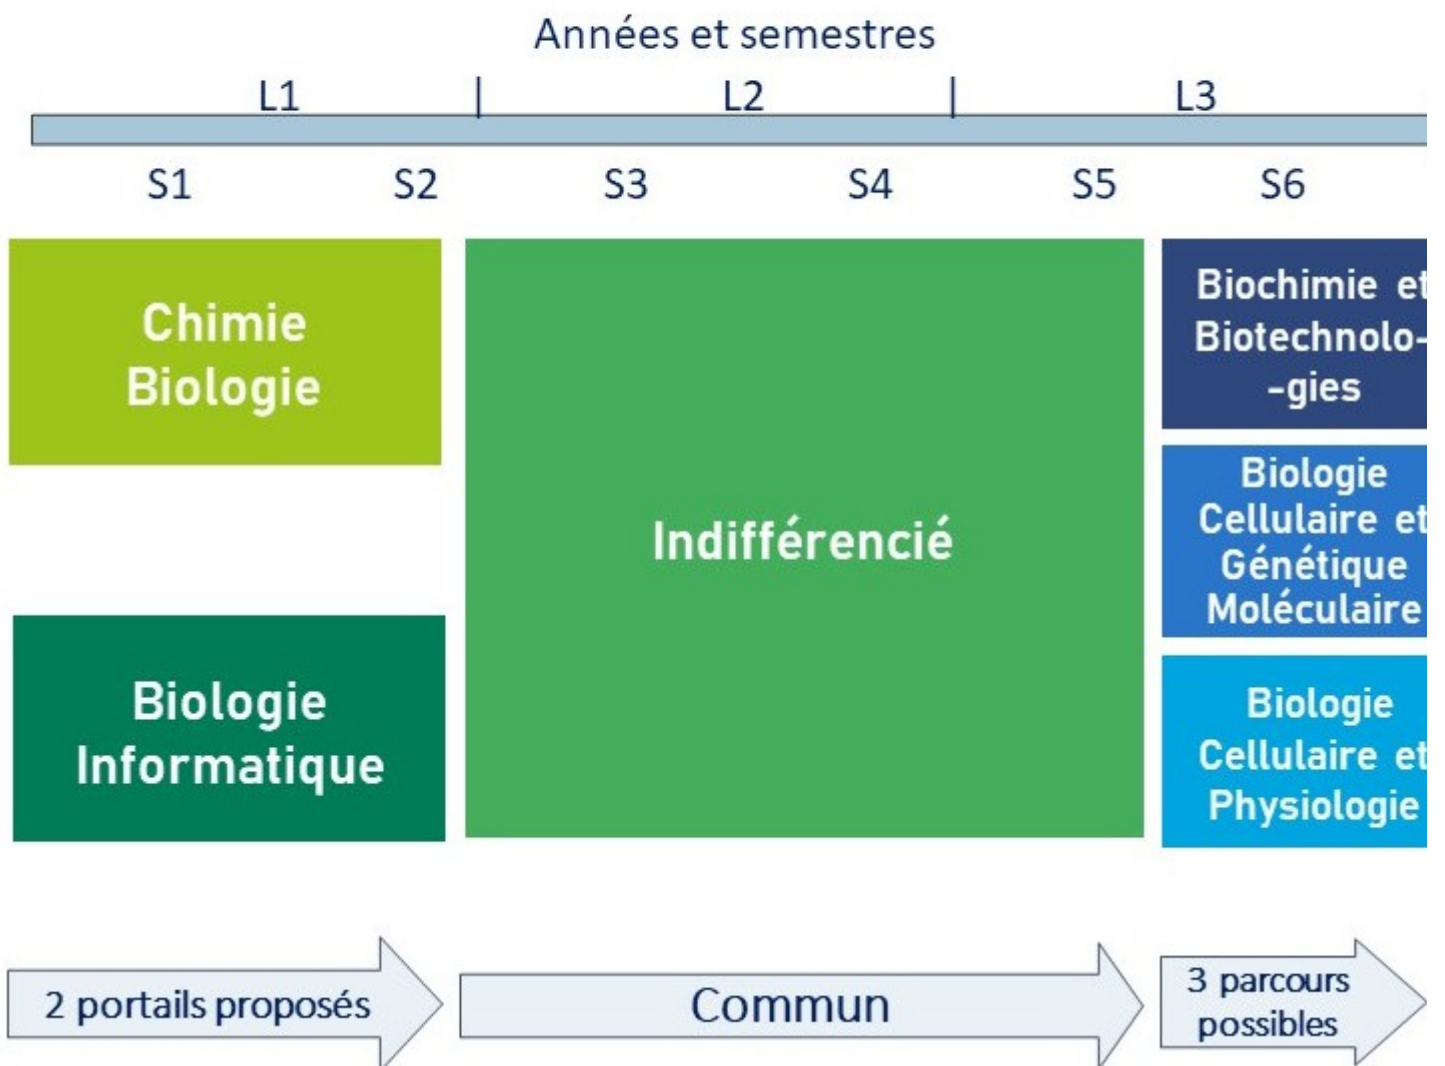 Années et semestres
L1 | L2 | L3
S1 S2 S3 S4 S5 S6
Chimie
Biologie
Biologie
Informatique
Indifférencié
Biochimie et
Biotechnolo-
-gies
Biologie
Cellulaire et
Génétique
Moléculaire
Biologie
Cellulaire et
Physiologie
2 portails proposés
Commun
3 parcours
possibles